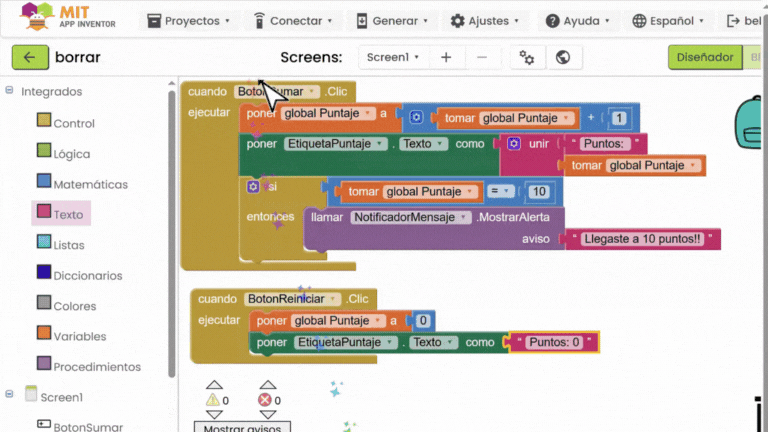 MIT
APP INVENTOR
Proyectos
Conectar
Generar
Ajustes
Ayuda
Español
borrar
Screens:
Screen1
+
−
Diseñador
Integrados
Control
Lógica
Matemáticas
Texto
Listas
Diccionarios
Colores
Variables
Procedimientos
Screen1
BotonSumar
cuando BotonSumar .Clic
ejecutar poner global Puntaje a tomar global Puntaje + 1
poner EtiquetaPuntaje . Texto como unir " Puntos: "
tomar global Puntaje
si tomar global Puntaje = 10
entonces llamar NotificadorMensaje .MostrarAlerta
aviso " Llegaste a 10 puntos!! "
cuando BotonReiniciar .Clic
ejecutar poner global Puntaje a 0
poner EtiquetaPuntaje . Texto como " Puntos: 0 "
0 0
Mostrar avisos